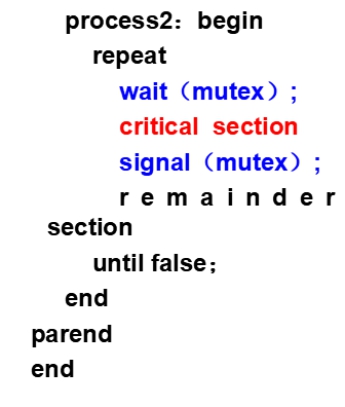 process2：begin
repeat
wait（mutex）;
critical section
signal（mutex）;
r e m a i n d e r
section
until false；
end
parend
end